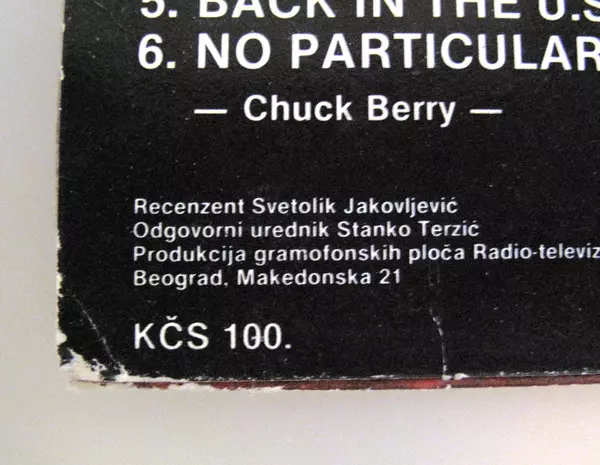 5. BACK IN THE U.S
6. NO PARTICULAR
— Chuck Berry —
Recenzent Svetolik Jakovljević
Odgovorni urednik Stanko Terzić
Produkcija gramofonskih ploča Radio-televiz
Beograd, Makedonska 21
KČS 100.